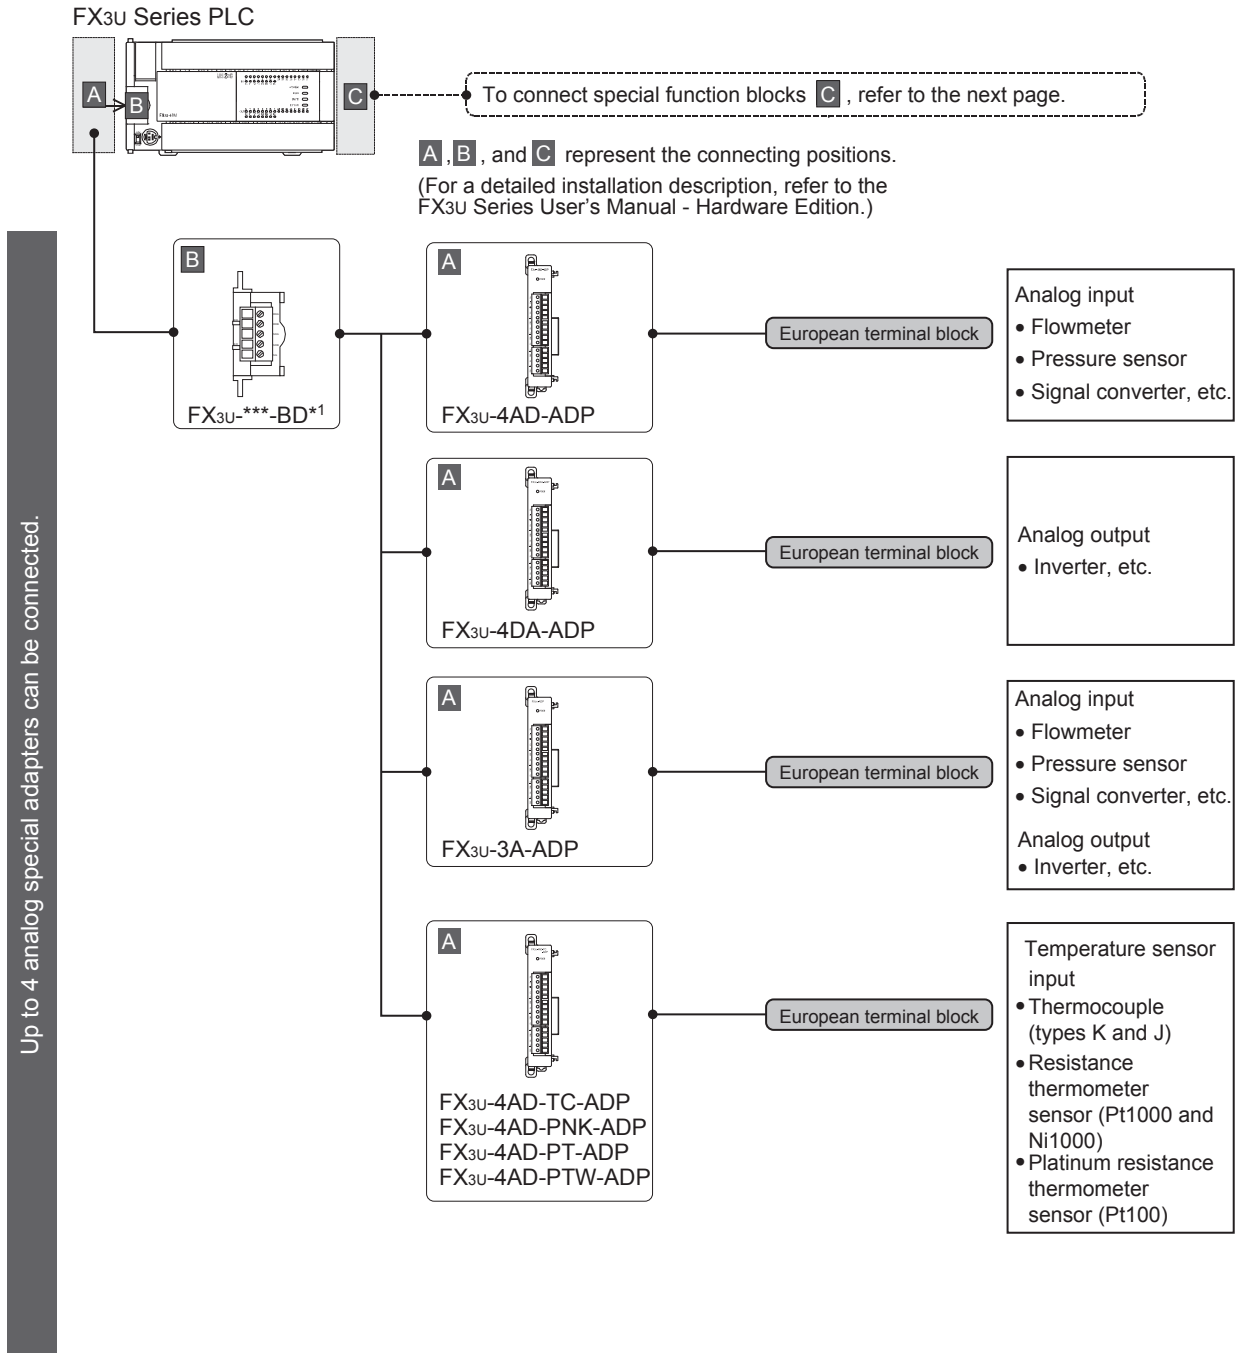 FX3U Series PLC
A
B
C
To connect special function blocks C , refer to the next page.
A , B , and C represent the connecting positions.
(For a detailed installation description, refer to the
FX3U Series User's Manual - Hardware Edition.)
Up to 4 analog special adapters can be connected.
B
FX3U-***-BD*1
A
FX3U-4AD-ADP
European terminal block
Analog input
• Flowmeter
• Pressure sensor
• Signal converter, etc.
A
FX3U-4DA-ADP
European terminal block
Analog output
• Inverter, etc.
A
FX3U-3A-ADP
European terminal block
Analog input
• Flowmeter
• Pressure sensor
• Signal converter, etc.
Analog output
• Inverter, etc.
A
FX3U-4AD-TC-ADP
FX3U-4AD-PNK-ADP
FX3U-4AD-PT-ADP
FX3U-4AD-PTW-ADP
European terminal block
Temperature sensor
input
• Thermocouple
(types K and J)
• Resistance
thermometer
sensor (Pt1000 and
Ni1000)
• Platinum resistance
thermometer
sensor (Pt100)